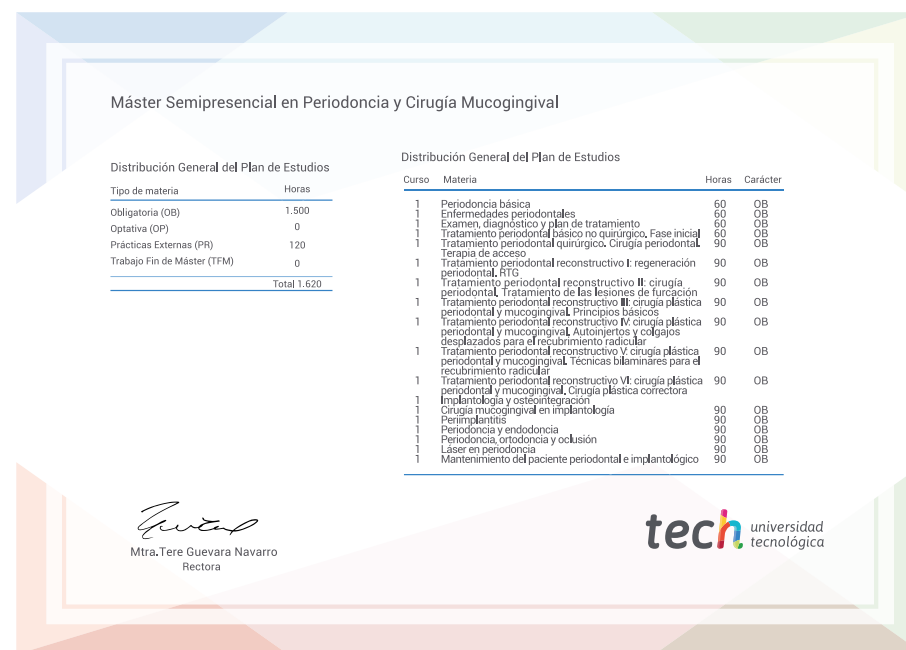 Máster Semipresencial en Periodoncia y Cirugía Mucogingival
Distribución General del Plan de Estudios
Tipo de materia Horas
Obligatoria (OB) 1.500
Optativa (OP) 0
Prácticas Externas (PR) 120
Trabajo Fin de Máster (TFM) 0
Total 1.620
Distribución General del Plan de Estudios
Curso Materia Horas Carácter
1 Periodoncia básica 60 OB
1 Enfermedades periodontales 60 OB
1 Examen, diagnóstico y plan de tratamiento 60 OB
1 Tratamiento periodontal básico no quirúrgico. Fase inicial 60 OB
1 Tratamiento periodontal quirúrgico. Cirugía periodontal. 90 OB
Terapia de acceso
1 Tratamiento periodontal reconstructivo I: regeneración 90 OB
periodontal. RTG
1 Tratamiento periodontal reconstructivo II: cirugía 90 OB
periodontal. Tratamiento de las lesiones de furcación
1 Tratamiento periodontal reconstructivo III: cirugía plástica 90 OB
periodontal y mucogingival. Principios básicos
1 Tratamiento periodontal reconstructivo IV: cirugía plástica 90 OB
periodontal y mucogingival. Autoinjertos y colgajos
desplazados para el recubrimiento radicular
1 Tratamiento periodontal reconstructivo V: cirugía plástica 90 OB
periodontal y mucogingival. Técnicas bilaminares para el
recubrimiento radicular
1 Tratamiento periodontal reconstructivo VI: cirugía plástica 90 OB
periodontal y mucogingival. Cirugía plástica correctora
1 Implantología y osteointegración
1 Cirugía mucogingival en implantología 90 OB
1 Periimplantitis 90 OB
1 Periodoncia y endodoncia 90 OB
1 Periodoncia, ortodoncia y oclusión 90 OB
1 Láser en periodoncia 90 OB
1 Mantenimiento del paciente periodontal e implantológico 90 OB
Mtra.Tere Guevara Navarro
Rectora
tech universidad
tecnológica